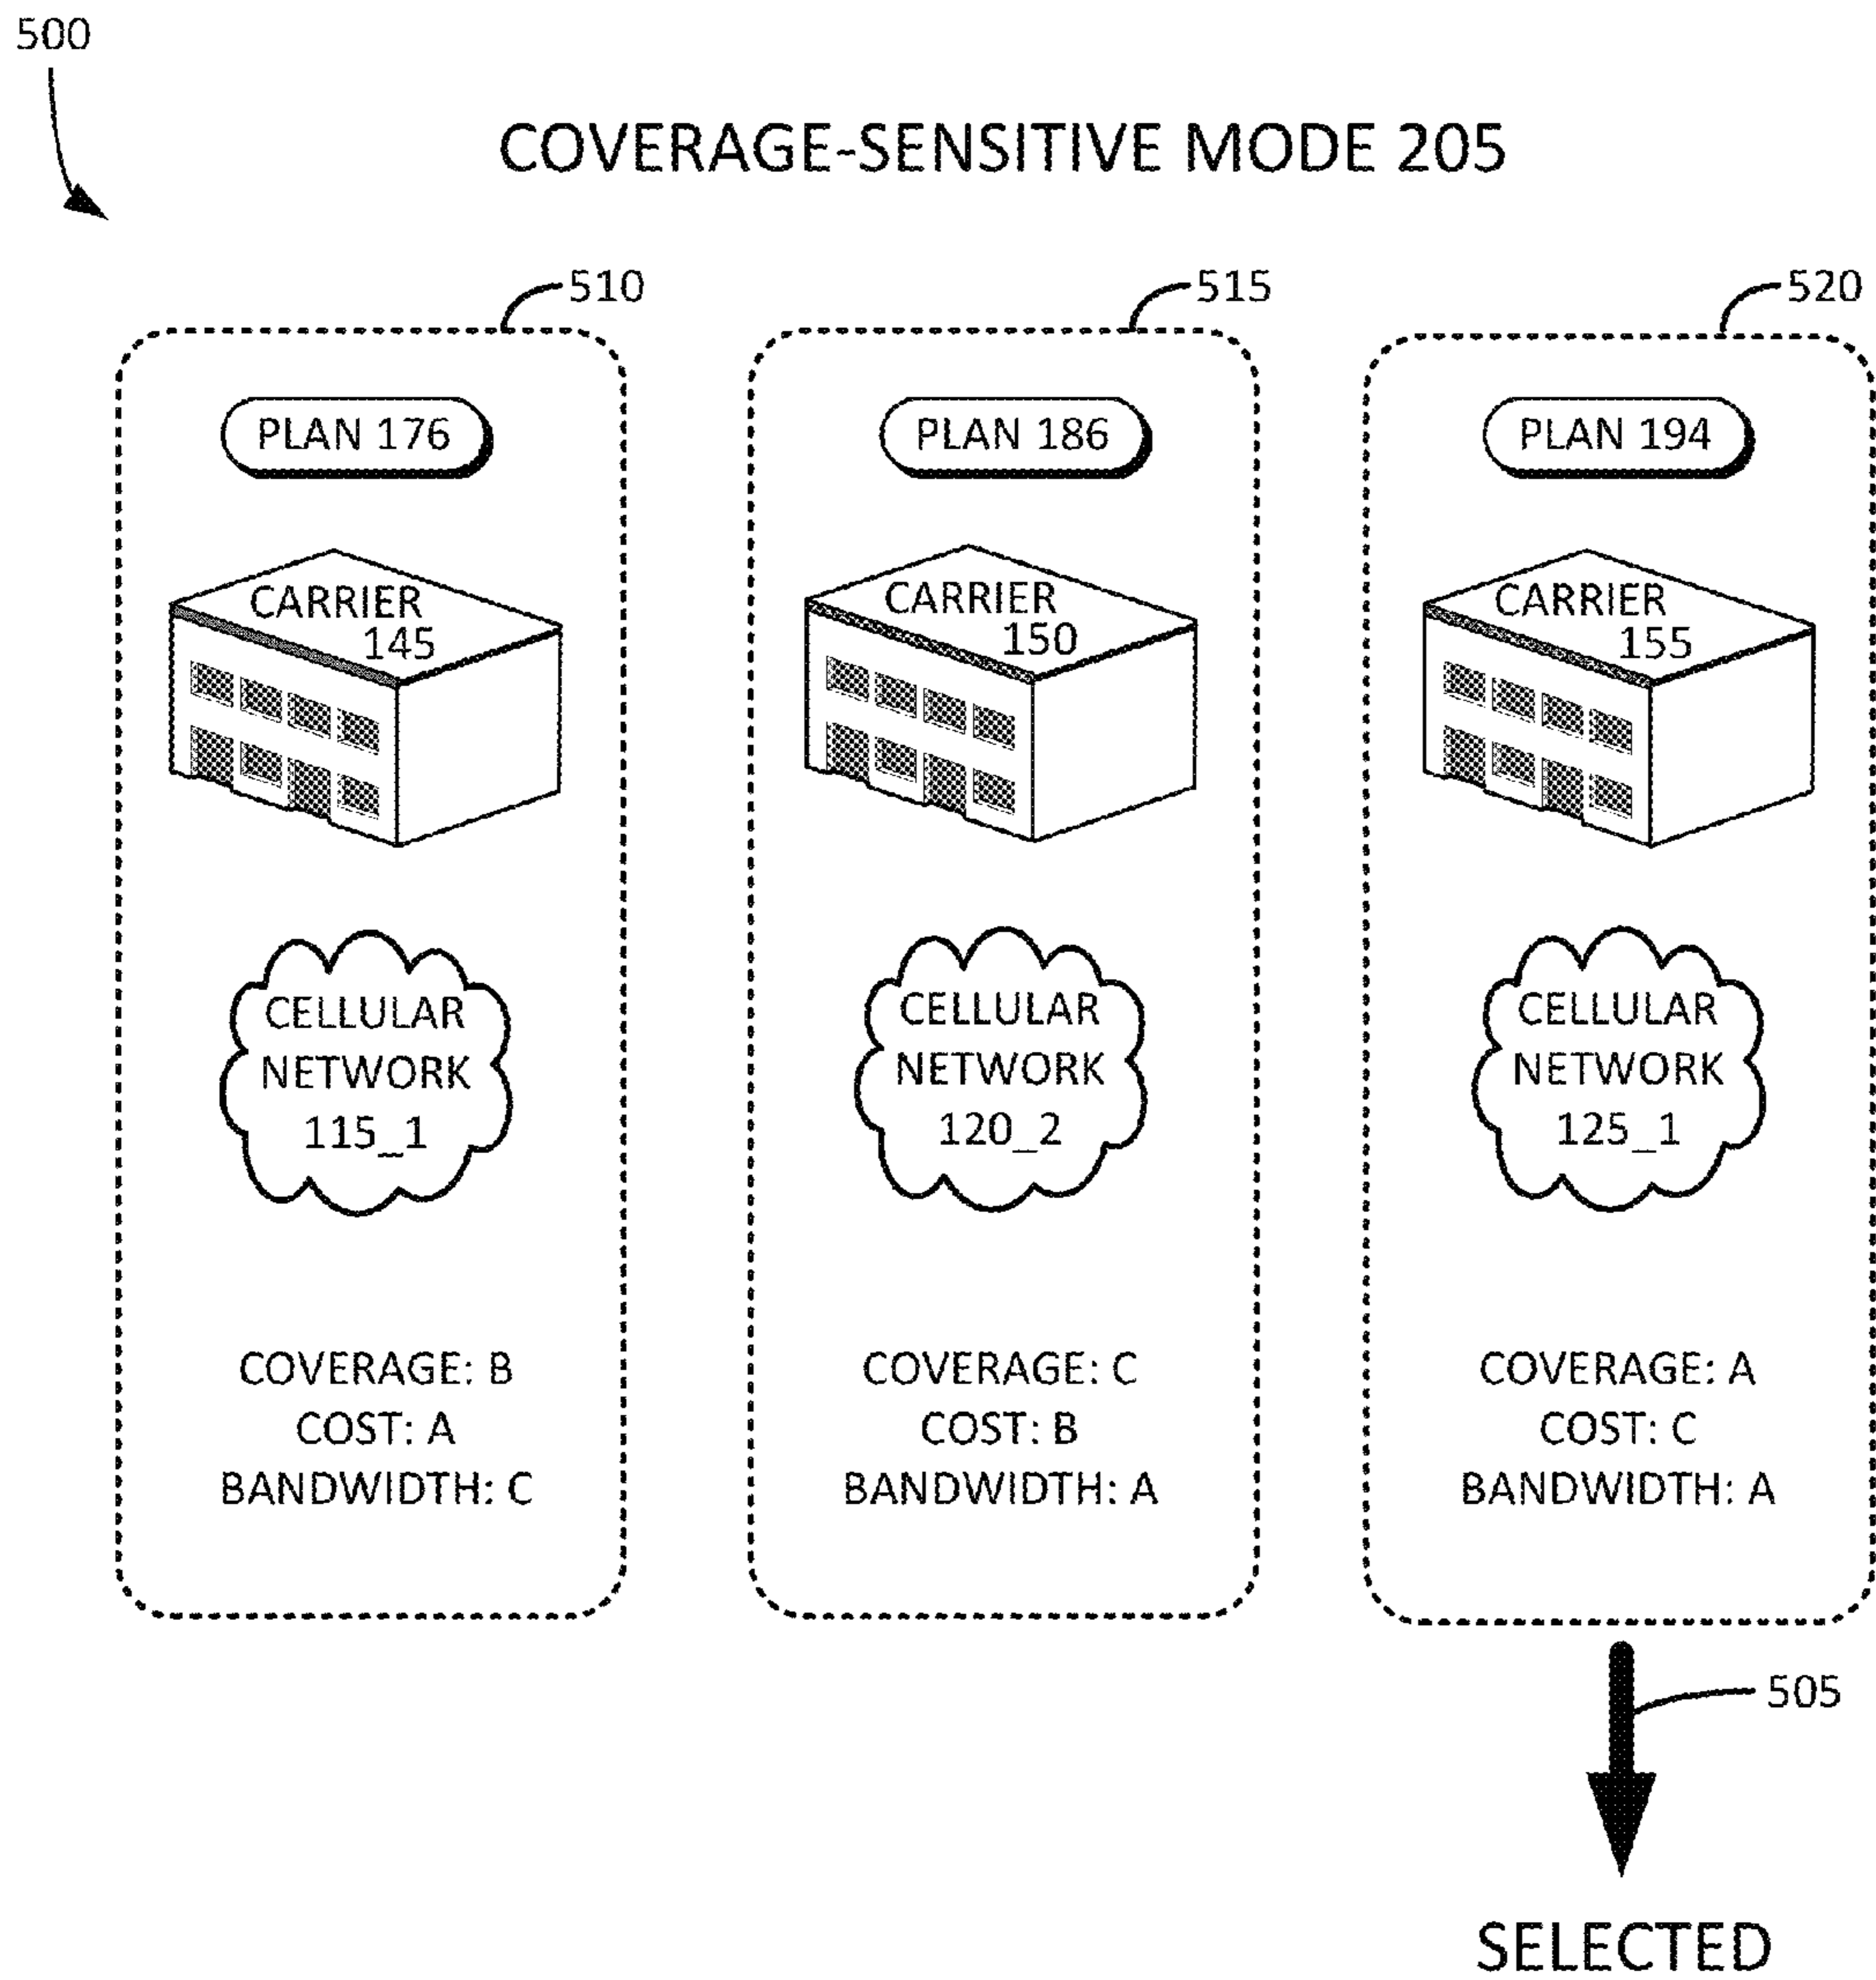 500
COVERAGE-SENSITIVE MODE 205
510
515
520
PLAN 176
CARRIER
145
CELLULAR
NETWORK
115_1
COVERAGE: B
COST: A
BANDWIDTH: C
PLAN 186
CARRIER
150
CELLULAR
NETWORK
120_2
COVERAGE: C
COST: B
BANDWIDTH: A
PLAN 194
CARRIER
155
CELLULAR
NETWORK
125_1
COVERAGE: A
COST: C
BANDWIDTH: A
505
SELECTED